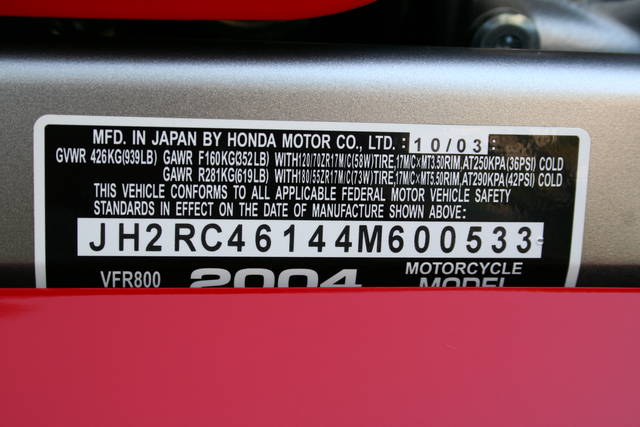 MFD. IN JAPAN BY HONDA MOTOR CO., LTD. 10/03
GVWR 426KG(939LB) GAWR F160KG(352LB) WITH120/70ZR17M/C(58W)TIRE,17M/C×MT3.50RIM,AT250KPA(36PSI) COLD
GAWR R281KG(619LB) WITH180/55ZR17M/C(73W)TIRE,17M/C×MT5.50RIM,AT290KPA(42PSI) COLD
THIS VEHICLE CONFORMS TO ALL APPLICABLE FEDERAL MOTOR VEHICLE SAFETY
STANDARDS IN EFFECT ON THE DATE OF MANUFACTURE SHOWN ABOVE:
JH2RC46144M600533
VFR800 2004 MOTORCYCLE
MODEL